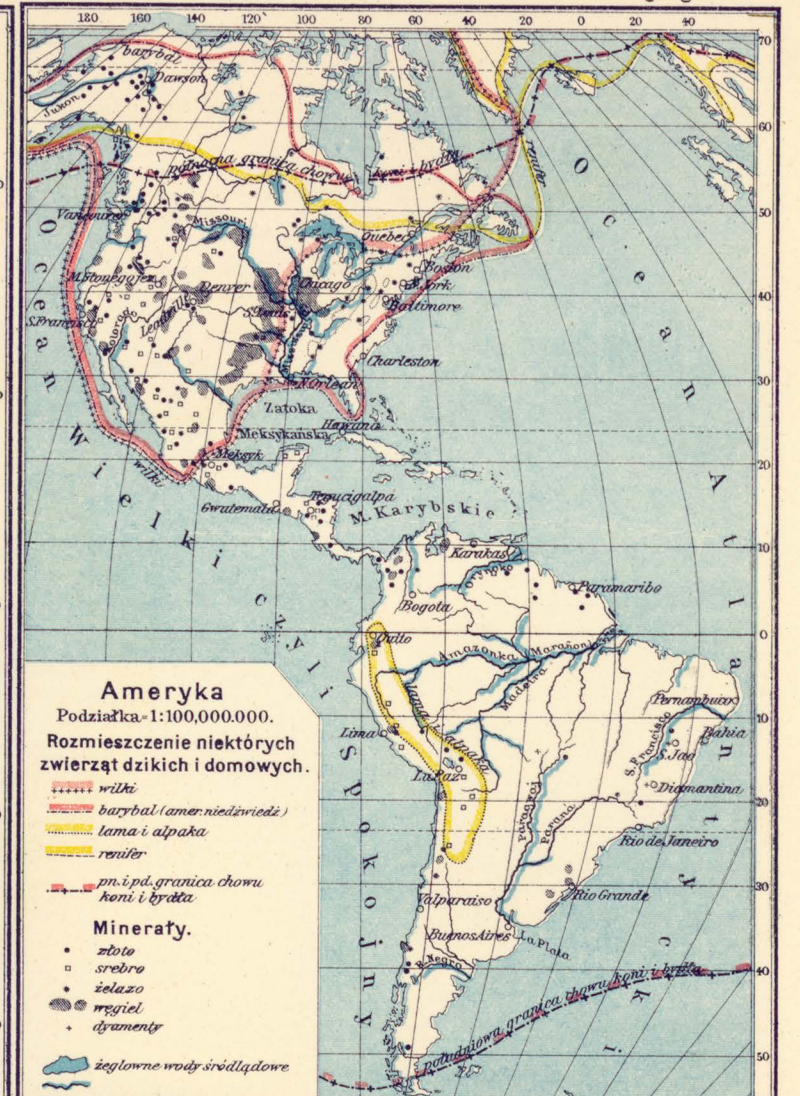 180 160 140 120 100 80 60 40 20 0 20 40
70
60
50
40
30
20
10
0
10
20
30
40
50
barybal
Dawson
Jukon
północna granica chowu koni i bydła
renifer
Vancouver
Missouri
Quebec
M. Stonegojez.
Denver
Chicago
Boston
N. York
Baltimore
S. Francisco
Colorado
Leadville
S. Louis
Missisipi
Charleston
N. Orlean
Zatoka
Meksykańska
Hawana
wilki
Meksyk
Gwatemala
Tegucigalpa
M. Karybskie
Ocean Wielki czyli spokojny
Ocean Atlantycki
Karakas
Orynoko
Paramaribo
Bogota
Quito
Amazonka (Marañon)
Madeira
Lama i alpaka
Pernambuco
Lima
S. Francisco
Bahia
S. Jao
La Paz
Diamantina
Paragwaj
Parana
Rio de Janeiro
Valparaiso
Rio Grande
Buenos Aires
La Plata
R. Negro
południowa granica chowu koni i bydła
Ameryka
Podziałka=1:100,000.000.
Rozmieszczenie niektórych
zwierząt dzikich i domowych.
wilki
barybal (amer. niedźwiedź)
lama i alpaka
renifer
pn. i pd. granica chowu
koni i bydła
Minerały.
złoto
srebro
żelazo
węgiel
dyamenty
żeglowne wody śródlądowe